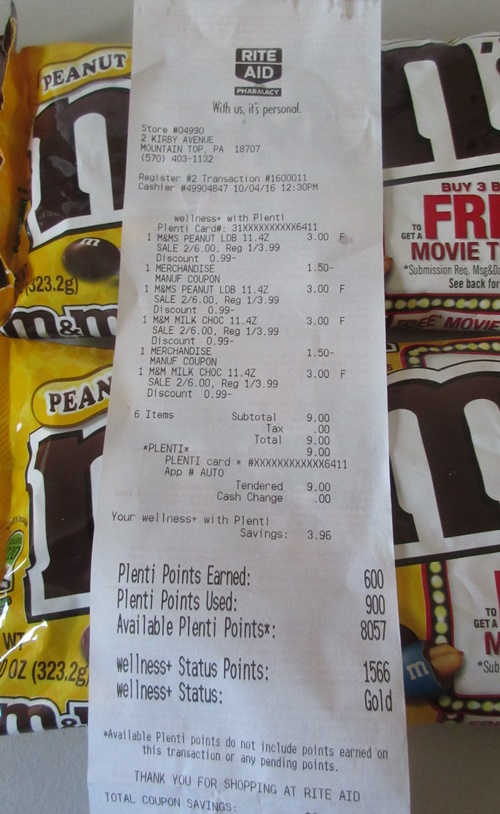 PEANUT
m
(323.2g)
m&m
PEAN
WT
0 OZ (323.2g)
m&m
RITE
AID
PHARMACY
With us, it's personal.
Store #04990
2 KIRBY AVENUE
MOUNTAIN TOP, PA 18707
(570) 403-1132
Register #2 Transaction #1600011
Cashier #49904847 10/04/16 12:30PM
wellness+ with Plenti
Plenti Card#: 31XXXXXXXXXX6411
1 M&MS PEANUT LDB 11.4Z 3.00 F
SALE 2/6.00, Reg 1/3.99
Discount 0.99-
1 MERCHANDISE 1.50-
MANUF COUPON
1 M&MS PEANUT LDB 11.4Z 3.00 F
SALE 2/6.00, Reg 1/3.99
Discount 0.99-
1 M&M MILK CHOC 11.4Z 3.00 F
SALE 2/6.00, Reg 1/3.99
Discount 0.99-
1 MERCHANDISE 1.50-
MANUF COUPON
1 M&M MILK CHOC 11.4Z 3.00 F
SALE 2/6.00, Reg 1/3.99
Discount 0.99-
6 Items Subtotal 9.00
Tax .00
Total 9.00
*PLENTI* 9.00
PLENTI card * #XXXXXXXXXXXX6411
App # AUTO
Tendered 9.00
Cash Change .00
Your wellness+ with Plenti
Savings: 3.96
Plenti Points Earned: 600
Plenti Points Used: 900
Available Plenti Points*: 8057
wellness+ Status Points: 1566
wellness+ Status: Gold
*Available Plenti points do not include points earned on
this transaction or any pending points.
THANK YOU FOR SHOPPING AT RITE AID
TOTAL COUPON SAVINGS:
BUY 3 B
TO GET A FRE
MOVIE T
*Submission Req. Msg&Da
See back for
FREE* MOVIE
m
TO
GET A
M
*Sub
m